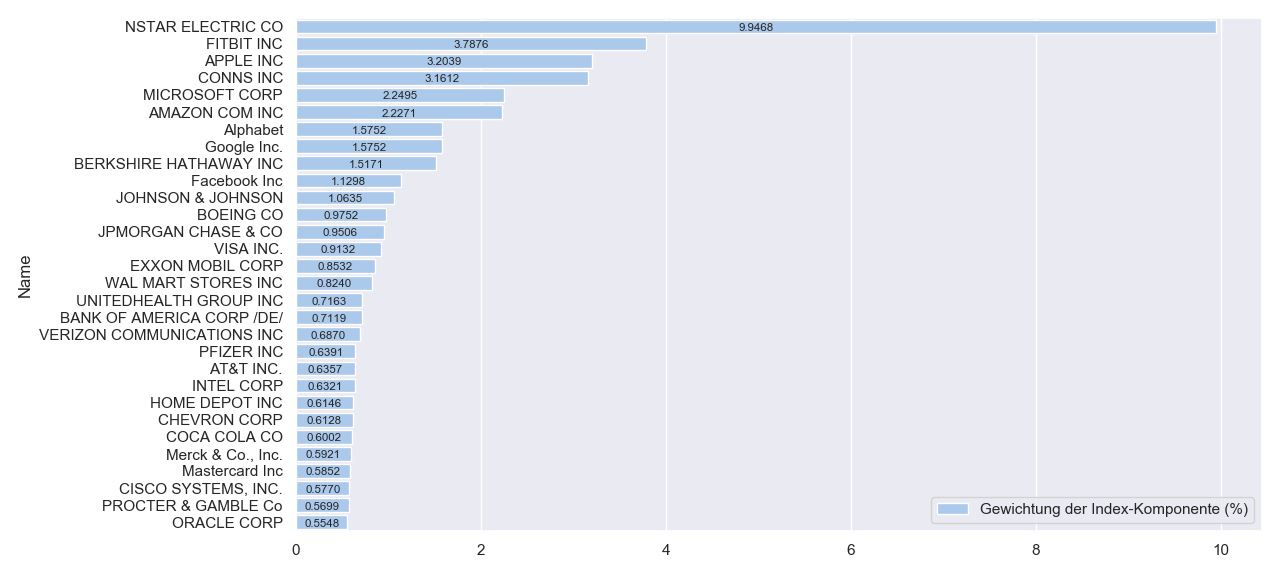 Name
NSTAR ELECTRIC CO 9.9468
FITBIT INC 3.7876
APPLE INC 3.2039
CONNS INC 3.1612
MICROSOFT CORP 2.2495
AMAZON COM INC 2.2271
Alphabet 1.5752
Google Inc. 1.5752
BERKSHIRE HATHAWAY INC 1.5171
Facebook Inc 1.1298
JOHNSON & JOHNSON 1.0635
BOEING CO 0.9752
JPMORGAN CHASE & CO 0.9506
VISA INC. 0.9132
EXXON MOBIL CORP 0.8532
WAL MART STORES INC 0.8240
UNITEDHEALTH GROUP INC 0.7163
BANK OF AMERICA CORP /DE/ 0.7119
VERIZON COMMUNICATIONS INC 0.6870
PFIZER INC 0.6391
AT&T INC. 0.6357
INTEL CORP 0.6321
HOME DEPOT INC 0.6146
CHEVRON CORP 0.6128
COCA COLA CO 0.6002
Merck & Co., Inc. 0.5921
Mastercard Inc 0.5852
CISCO SYSTEMS, INC. 0.5770
PROCTER & GAMBLE Co 0.5699
ORACLE CORP 0.5548
Gewichtung der Index-Komponente (%)
0 2 4 6 8 10